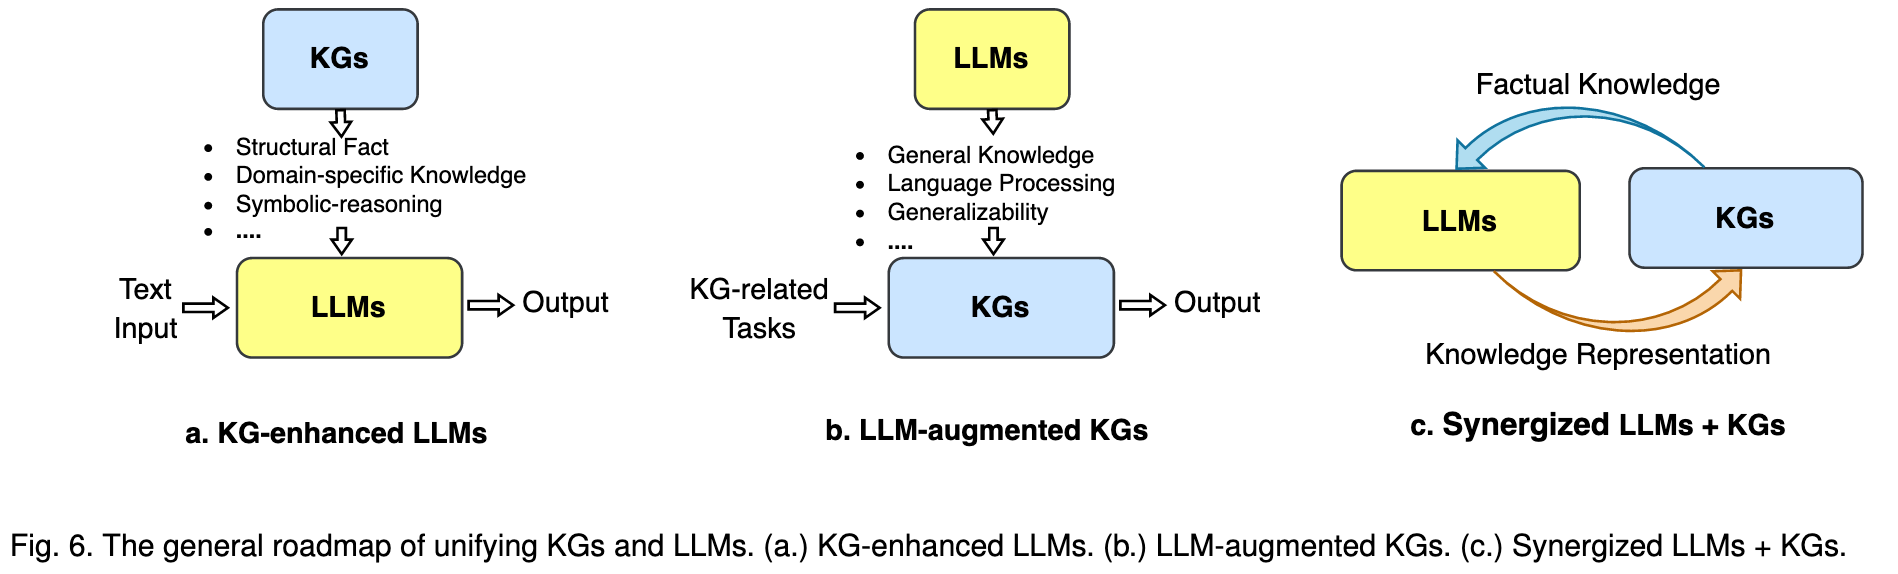 KGs
• Structural Fact
• Domain-specific Knowledge
• Symbolic-reasoning
• ....
Text
Input
LLMs
Output
a. KG-enhanced LLMs
LLMs
• General Knowledge
• Language Processing
• Generalizability
• ....
KG-related
Tasks
KGs
Output
b. LLM-augmented KGs
Factual Knowledge
LLMs
KGs
Knowledge Representation
c. Synergized LLMs + KGs
Fig. 6. The general roadmap of unifying KGs and LLMs. (a.) KG-enhanced LLMs. (b.) LLM-augmented KGs. (c.) Synergized LLMs + KGs.